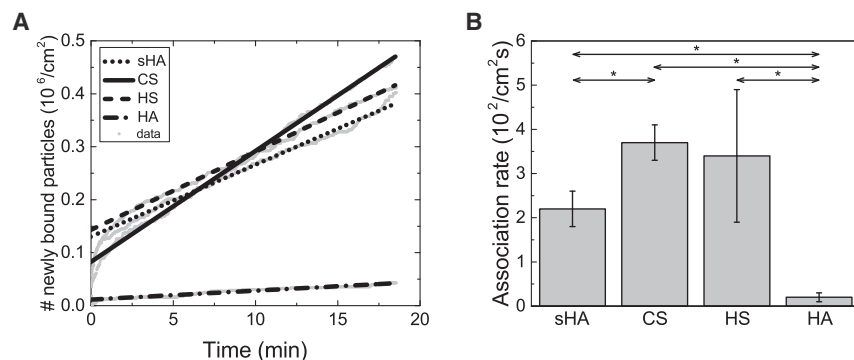 A
# newly bound particles (10⁶/cm²)
0.5
0.4
0.3
0.2
0.1
0.0
sHA
CS
HS
HA
data
0
5
10
15
20
Time (min)
B
Association rate (10²/cm²s)
6
5
4
3
2
1
0
*
*
*
*
sHA
CS
HS
HA